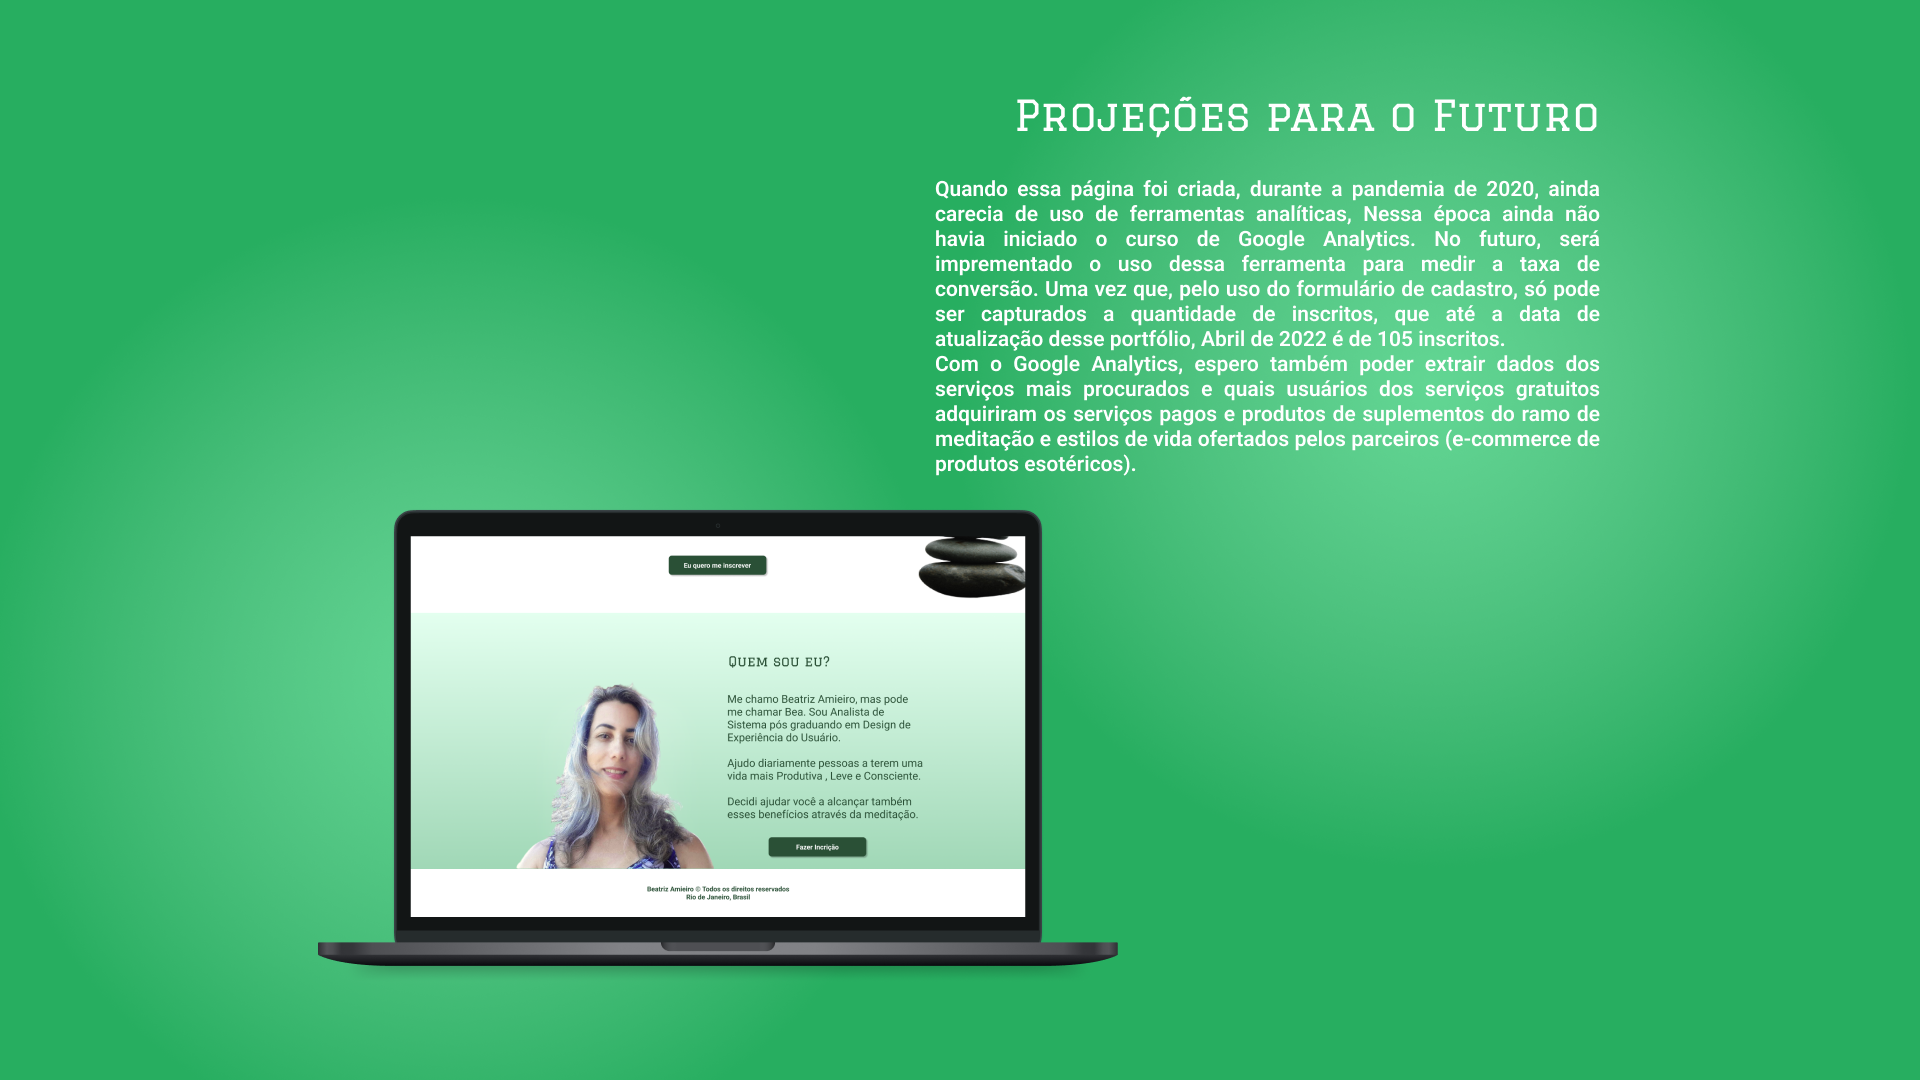 Projeções para o Futuro
Quando essa página foi criada, durante a pandemia de 2020, ainda
carecia de uso de ferramentas analíticas, Nessa época ainda não
havia iniciado o curso de Google Analytics. No futuro, será
imprementado o uso dessa ferramenta para medir a taxa de
conversão. Uma vez que, pelo uso do formulário de cadastro, só pode
ser capturados a quantidade de inscritos, que até a data de
atualização desse portfólio, Abril de 2022 é de 105 inscritos.
Com o Google Analytics, espero também poder extrair dados dos
serviços mais procurados e quais usuários dos serviços gratuitos
adquiriram os serviços pagos e produtos de suplementos do ramo de
meditação e estilos de vida ofertados pelos parceiros (e-commerce de
produtos esotéricos).
Eu quero me inscrever
Quem sou eu?
Me chamo Beatriz Amieiro, mas pode
me chamar Bea. Sou Analista de
Sistema pós graduando em Design de
Experiência do Usuário.
Ajudo diariamente pessoas a terem uma
vida mais Produtiva , Leve e Consciente.
Decidi ajudar você a alcançar também
esses benefícios através da meditação.
Fazer Incrição
Beatriz Amieiro © Todos os direitos reservados
Rio de Janeiro, Brasil